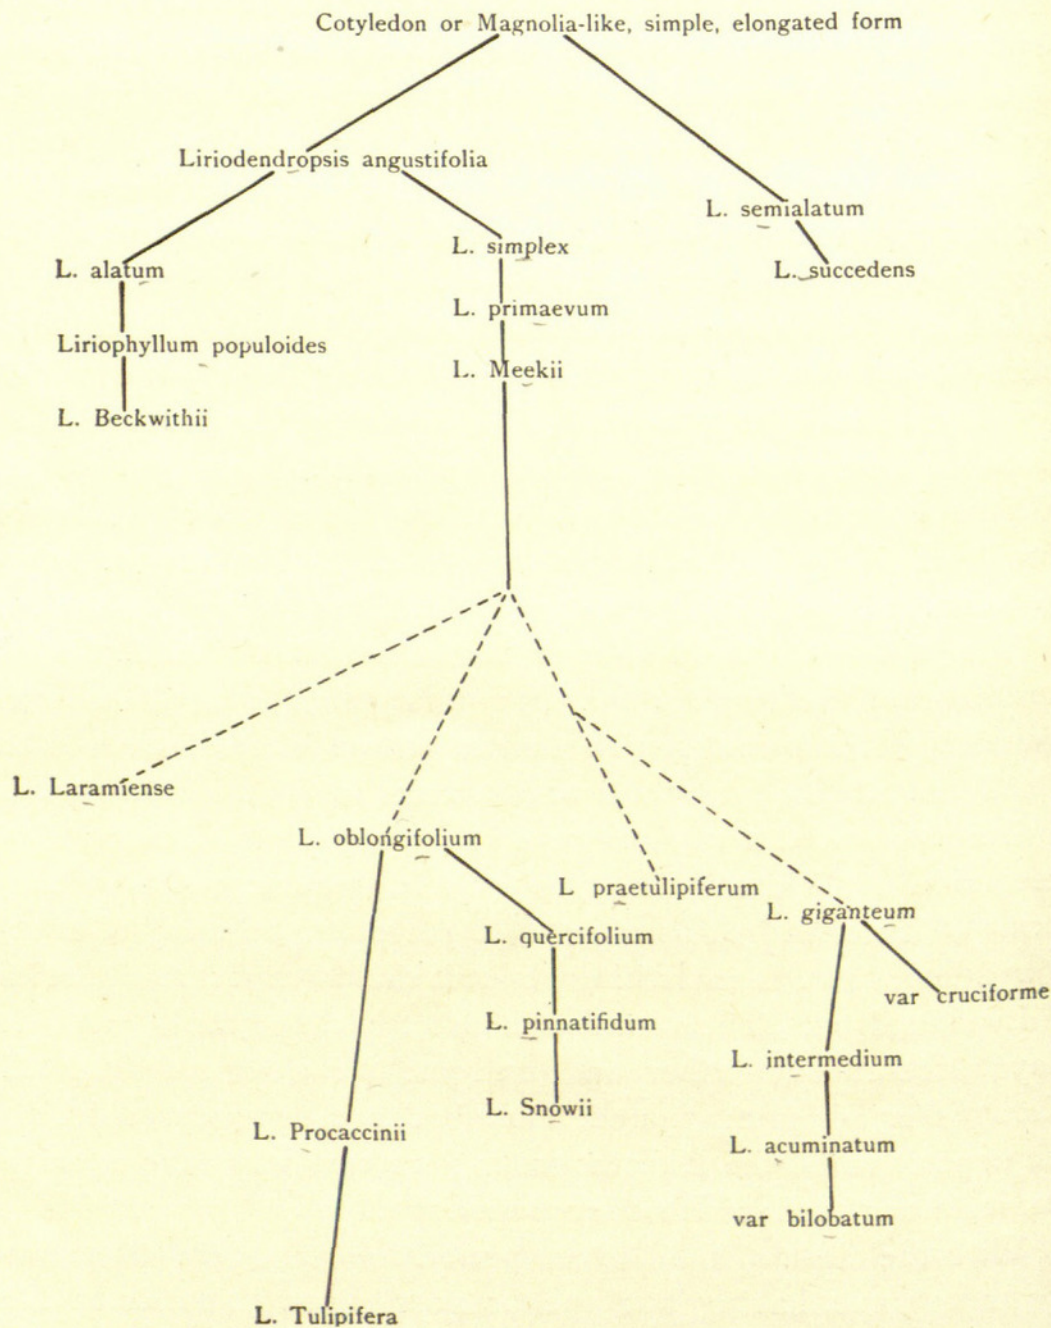 Cotyledon or Magnolia-like, simple, elongated form
Liriodendropsis angustifolia
L. semialatum
L. simplex
L. alatum
L. succedens
L. primaevum
Liriophyllum populoides
L. Meekii
L. Beckwithii
L. Laramiense
L. oblongifolium
L praetulipiferum
L. giganteum
L. quercifolium
var cruciforme
L. pinnatifidum
L. intermedium
L. Snowii
L. Procaccinii
L. acuminatum
var bilobatum
L. Tulipifera